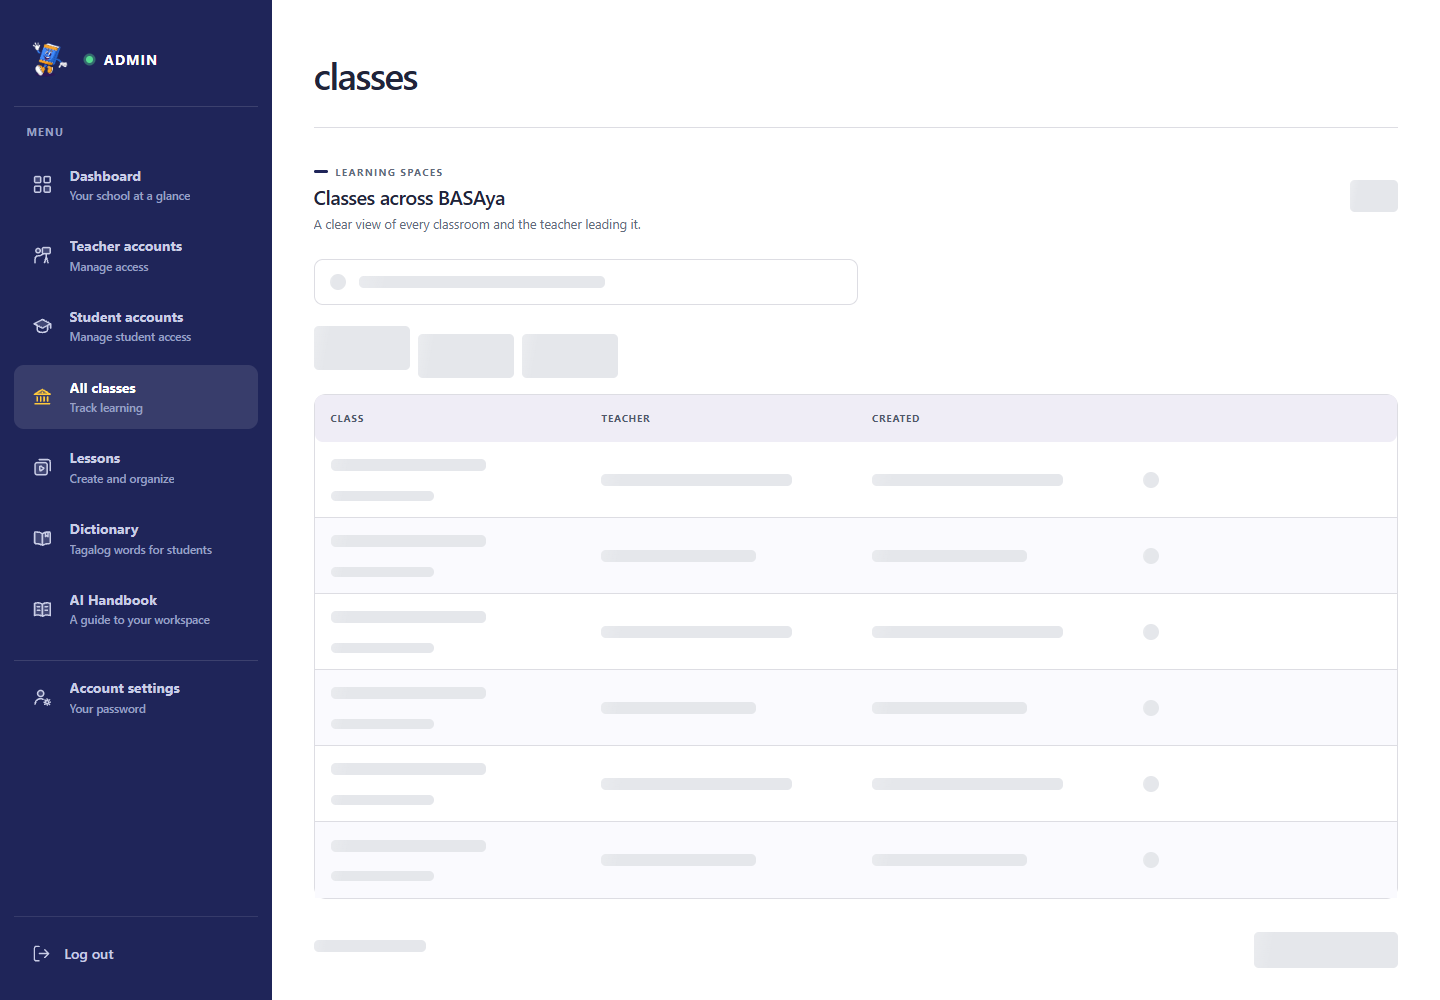 ADMIN
MENU
Dashboard
Your school at a glance
Teacher accounts
Manage access
Student accounts
Manage student access
All classes
Track learning
Lessons
Create and organize
Dictionary
Tagalog words for students
AI Handbook
A guide to your workspace
Account settings
Your password
Log out
classes
LEARNING SPACES
Classes across BASAya
A clear view of every classroom and the teacher leading it.
CLASS TEACHER CREATED